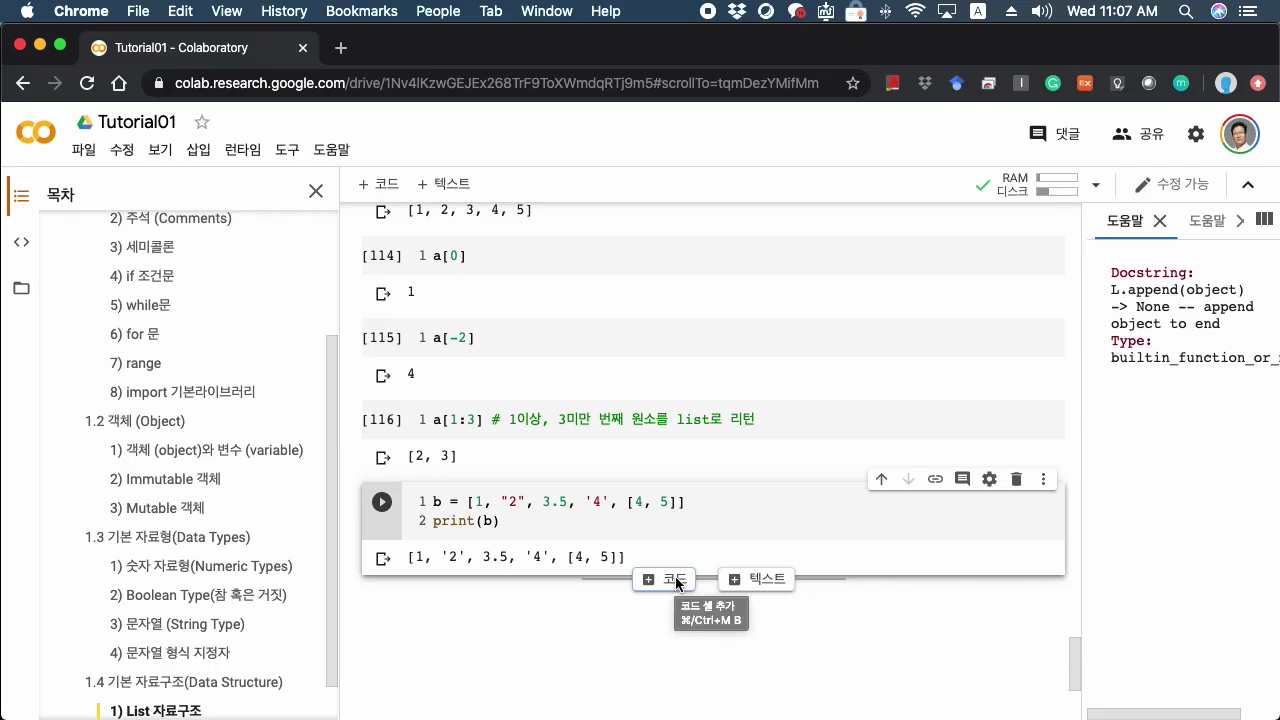 Chrome File Edit View History Bookmarks People Tab Window Help
A Wed 11:07 AM
Tutorial01 - Colaboratory
colab.research.google.com/drive/1Nv4lKzwGEJEx268TrF9ToXWmdqRTj9m5#scrollTo=tqmDezYMifMm
Tutorial01
파일 수정 보기 삽입 런타임 도구 도움말
댓글 공유
+ 코드 + 텍스트
RAM
디스크
수정 가능
목차
2) 주석 (Comments)
3) 세미콜론
4) if 조건문
5) while문
6) for 문
7) range
8) import 기본라이브러리
1.2 객체 (Object)
1) 객체 (object)와 변수 (variable)
2) Immutable 객체
3) Mutable 객체
1.3 기본 자료형(Data Types)
1) 숫자 자료형(Numeric Types)
2) Boolean Type(참 혹은 거짓)
3) 문자열 (String Type)
4) 문자열 형식 지정자
1.4 기본 자료구조(Data Structure)
1) List 자료구조
[1, 2, 3, 4, 5]
[114] 1 a[0]
1
[115] 1 a[-2]
4
[116] 1 a[1:3] # 1이상, 3미만 번째 원소를 list로 리턴
[2, 3]
1 b = [1, "2", 3.5, '4', [4, 5]]
2 print(b)
[1, '2', 3.5, '4', [4, 5]]
코드 텍스트
코드 셀 추가
⌘/Ctrl+M B
도움말 도움말
Docstring:
L.append(object)
-> None -- append
object to end
Type:
builtin_function_or_